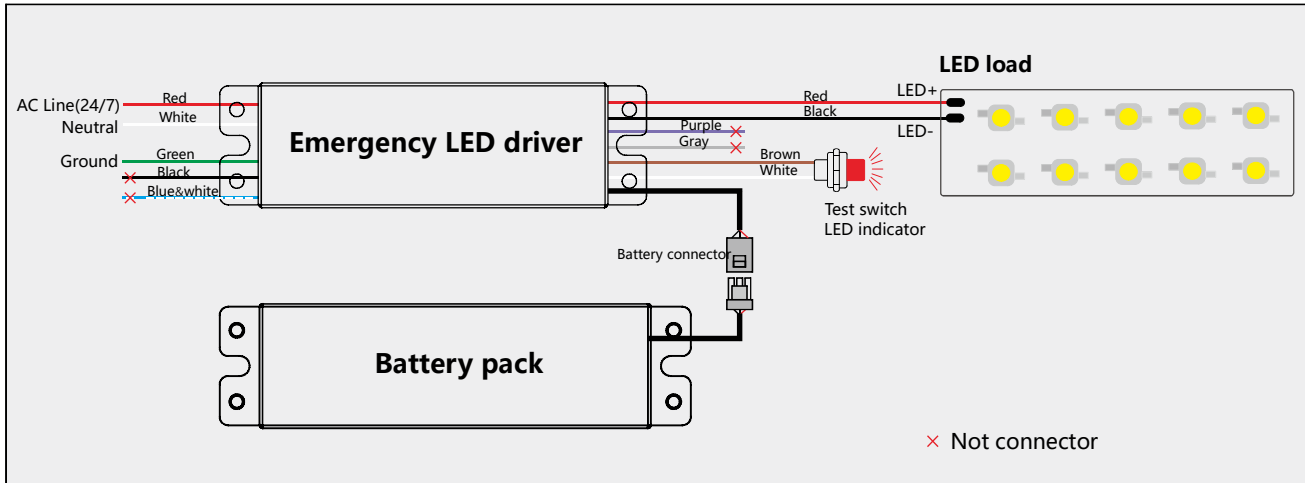 LED load
AC Line(24/7)
Red
White
Neutral
Ground
Green
Black
Blue&white
Emergency LED driver
Red
Black
LED+
LED-
Purple
Gray
Brown
White
Test switch
LED indicator
Battery connector
Battery pack
× Not connector